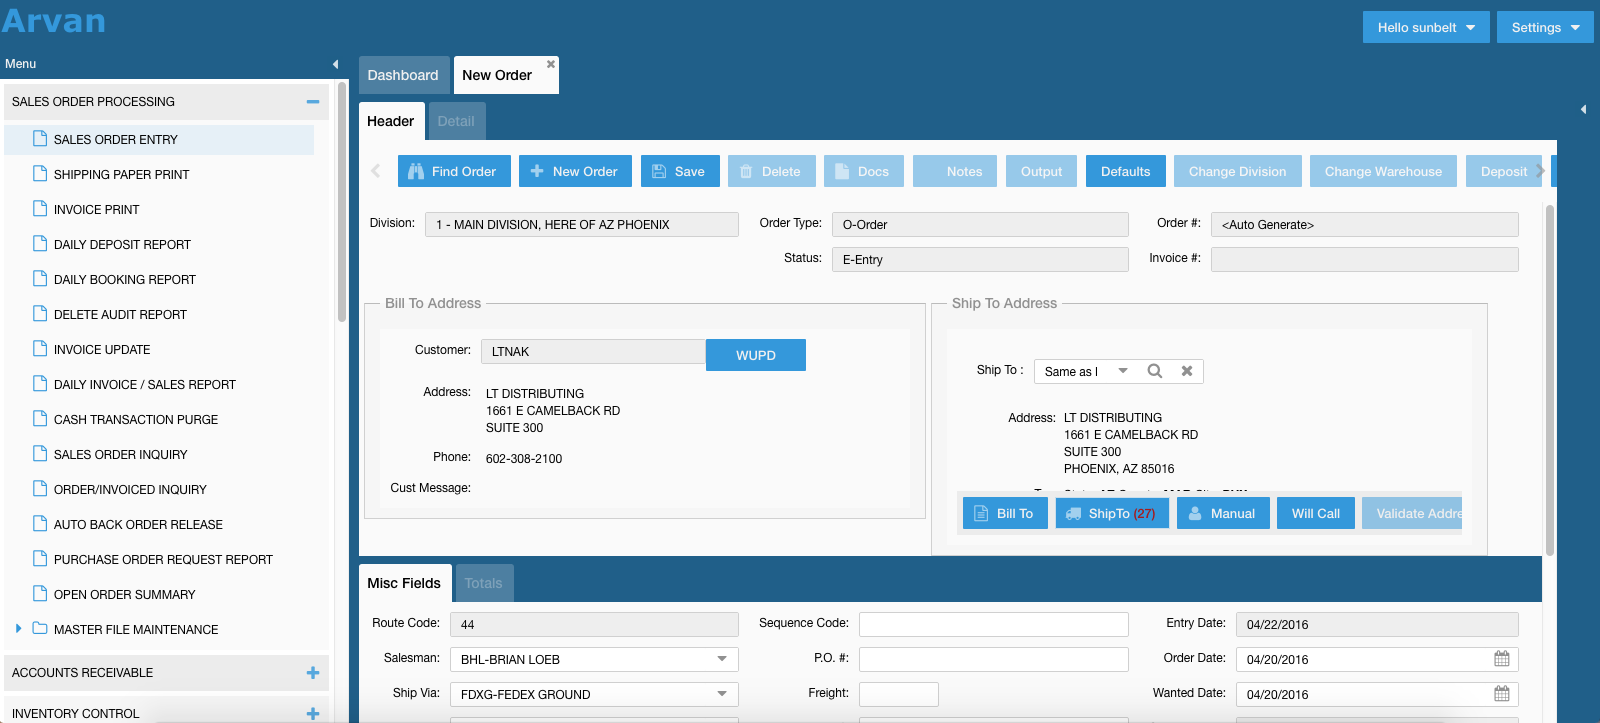 Arvan
Hello sunbelt
Settings
Menu
Dashboard
New Order
SALES ORDER PROCESSING
SALES ORDER ENTRY
SHIPPING PAPER PRINT
INVOICE PRINT
DAILY DEPOSIT REPORT
DAILY BOOKING REPORT
DELETE AUDIT REPORT
INVOICE UPDATE
DAILY INVOICE / SALES REPORT
CASH TRANSACTION PURGE
SALES ORDER INQUIRY
ORDER/INVOICED INQUIRY
AUTO BACK ORDER RELEASE
PURCHASE ORDER REQUEST REPORT
OPEN ORDER SUMMARY
MASTER FILE MAINTENANCE
ACCOUNTS RECEIVABLE
INVENTORY CONTROL
Header
Detail
Find Order
New Order
Save
Delete
Docs
Notes
Output
Defaults
Change Division
Change Warehouse
Deposit
Division: 1 - MAIN DIVISION, HERE OF AZ PHOENIX
Order Type: O-Order
Order #: <Auto Generate>
Status: E-Entry
Invoice #:
Bill To Address
Customer: LTNAK
WUPD
Address: LT DISTRIBUTING
1661 E CAMELBACK RD
SUITE 300
Phone: 602-308-2100
Cust Message:
Ship To Address
Ship To : Same as
Address: LT DISTRIBUTING
1661 E CAMELBACK RD
SUITE 300
PHOENIX, AZ 85016
Bill To
ShipTo (27)
Manual
Will Call
Validate Addre
Misc Fields
Totals
Route Code: 44
Sequence Code:
Entry Date: 04/22/2016
Salesman: BHL-BRIAN LOEB
P.O. #:
Order Date: 04/20/2016
Ship Via: FDXG-FEDEX GROUND
Freight:
Wanted Date: 04/20/2016